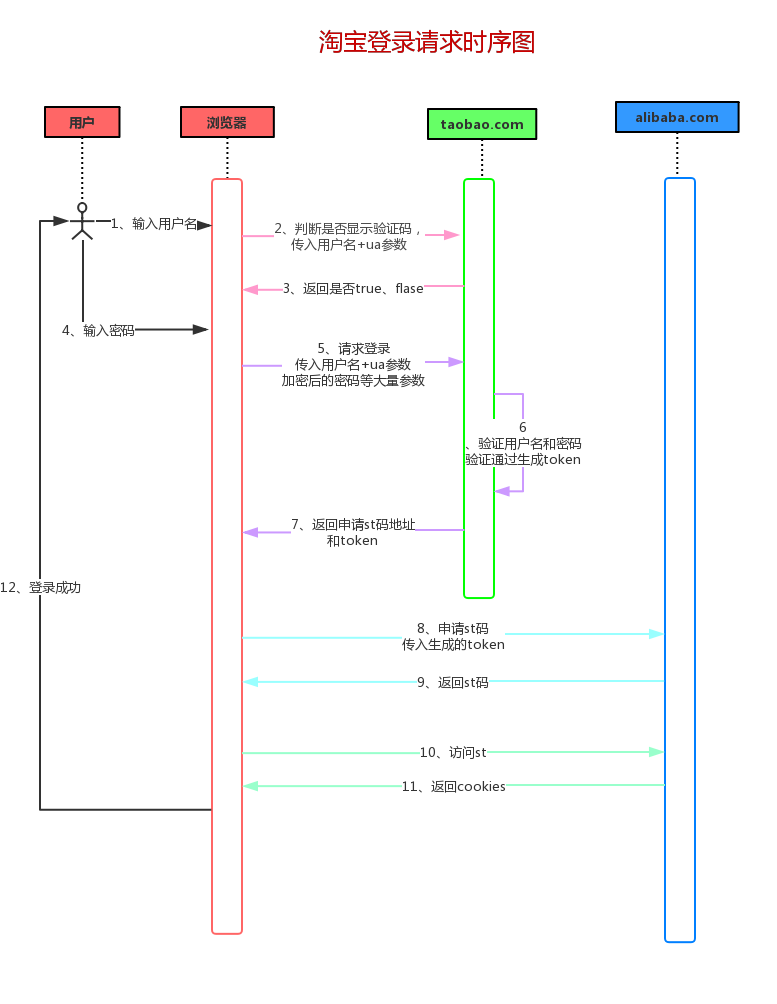 淘宝登录请求时序图
用户
浏览器
taobao.com
alibaba.com
1、输入用户名
2、判断是否显示验证码，
传入用户名+ua参数
3、返回是否true、flase
4、输入密码
5、请求登录
传入用户名+ua参数
加密后的密码等大量参数
6
、验证用户名和密码
验证通过生成token
7、返回申请st码地址
和token
12、登录成功
8、申请st码
传入生成的token
9、返回st码
10、访问st
11、返回cookies